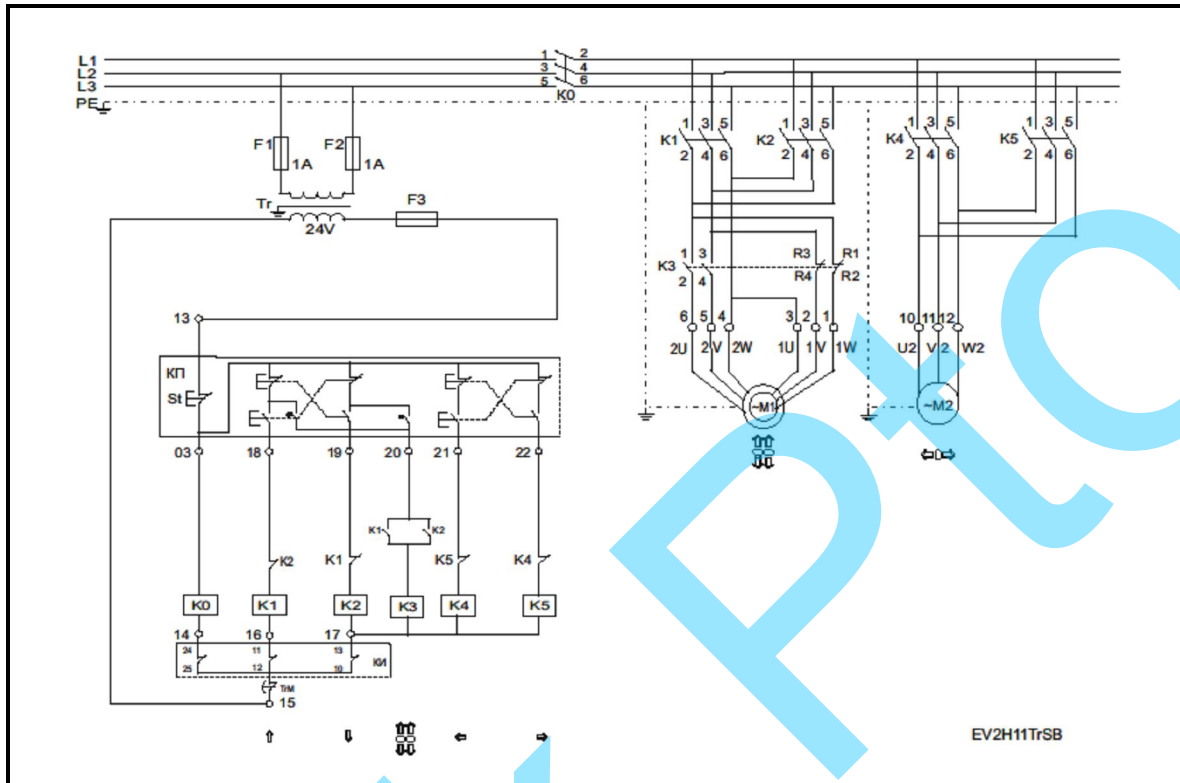 L1 1 2
L2 3 4
L3 5 6
PE K0
1 3 5 1 3 5 1 3 5 1 3 5
K1 K2 K4 K5
2 4 6 2 4 6 2 4 6 2 4 6
F1 F2
1A 1A
Tr F3
24V
1 3 R3 R1
K3
2 4 R4 R2
13 6 5 4 3 2 1 10 11 12
2U 2V 2W 1U 1V 1W U2 V2 W2
КП
St
~M1 ~M2
03 18 19 20 21 22
K1 K2
K2 K1 K5 K4
K0 K1 K2 K3 K4 K5
14 16 17
24 11 13
КИ
25 12 10
TrM
15
EV2H11TrSB
Pto